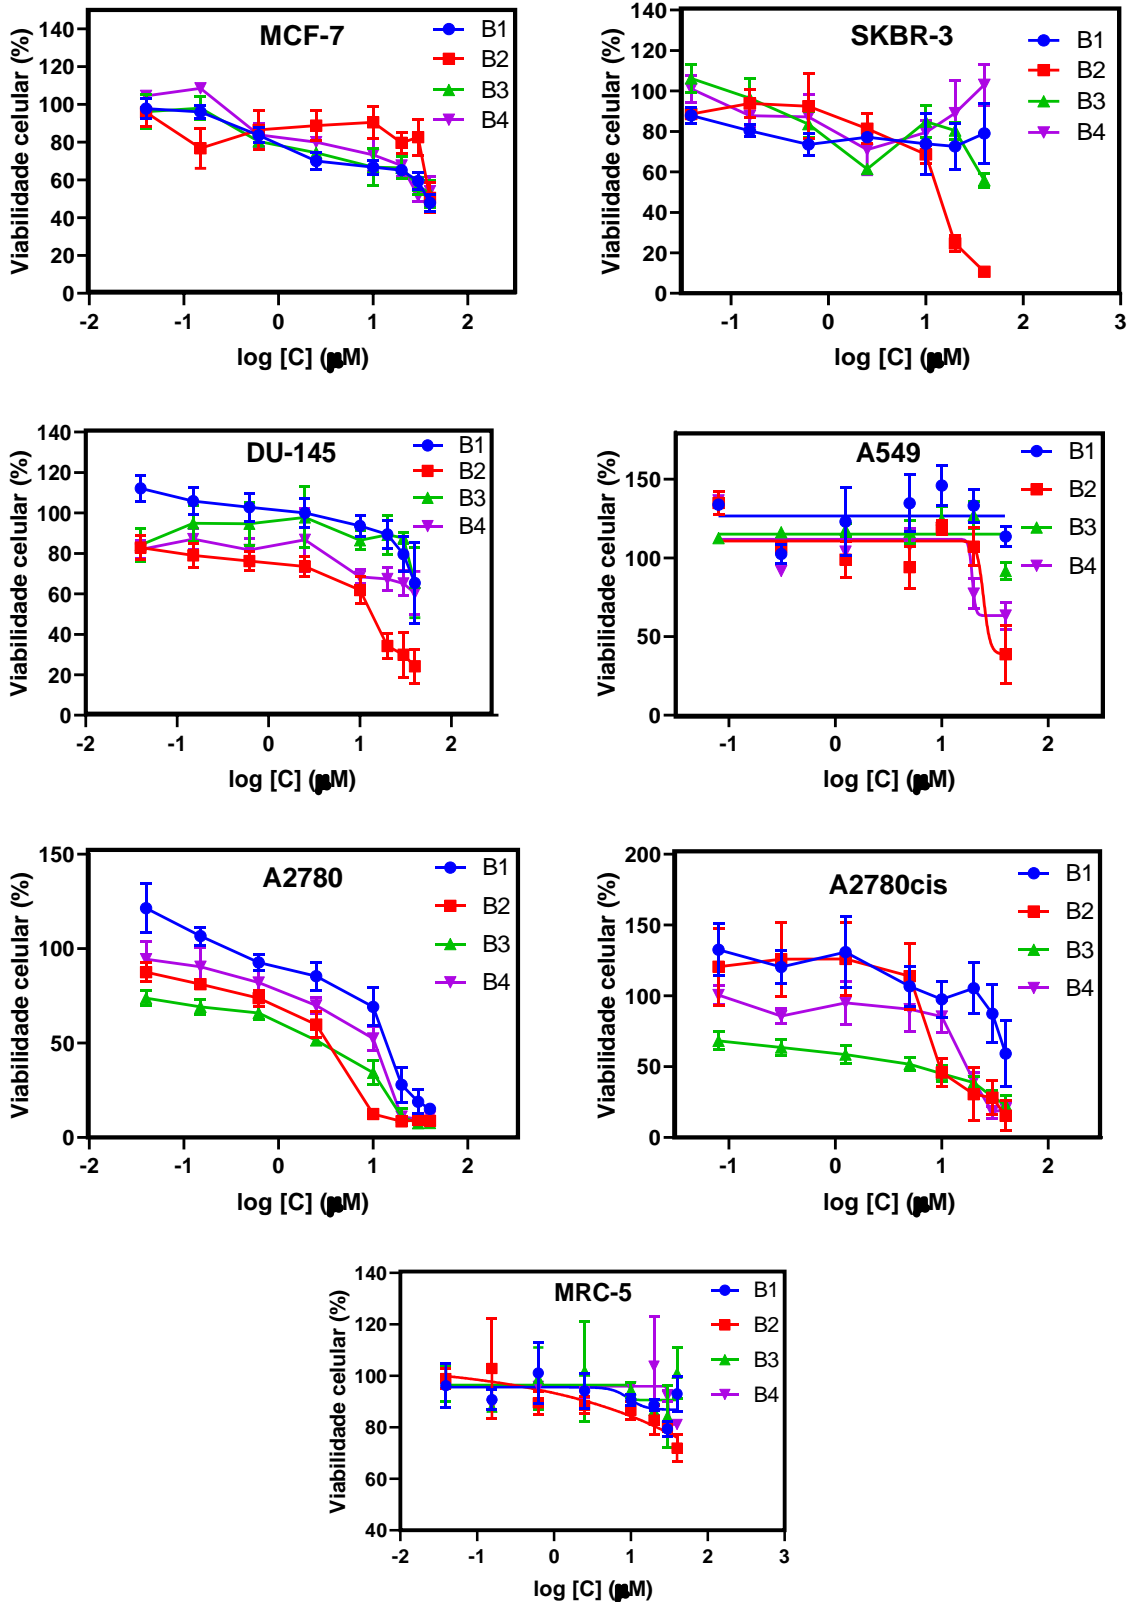 MCF-7
B1
B2
B3
B4
Viabilidade celular (%)
140
120
100
80
60
40
20
0
-2
-1
0
1
2
log [C] (μM)
SKBR-3
B1
B2
B3
B4
Viabilidade celular (%)
140
120
100
80
60
40
20
0
-1
0
1
2
3
log [C] (μM)
DU-145
B1
B2
B3
B4
Viabilidade celular (%)
140
120
100
80
60
40
20
0
-2
-1
0
1
2
log [C] (μM)
A549
B1
B2
B3
B4
Viabilidade celular (%)
150
100
50
0
-1
0
1
2
log [C] (μM)
A2780
B1
B2
B3
B4
Viabilidade celular (%)
150
100
50
0
-2
-1
0
1
2
log [C] (μM)
A2780cis
B1
B2
B3
B4
Viabilidade celular (%)
200
150
100
50
0
-1
0
1
2
log [C] (μM)
MRC-5
B1
B2
B3
B4
Viabilidade celular (%)
140
120
100
80
60
40
-2
-1
0
1
2
3
log [C] (μM)